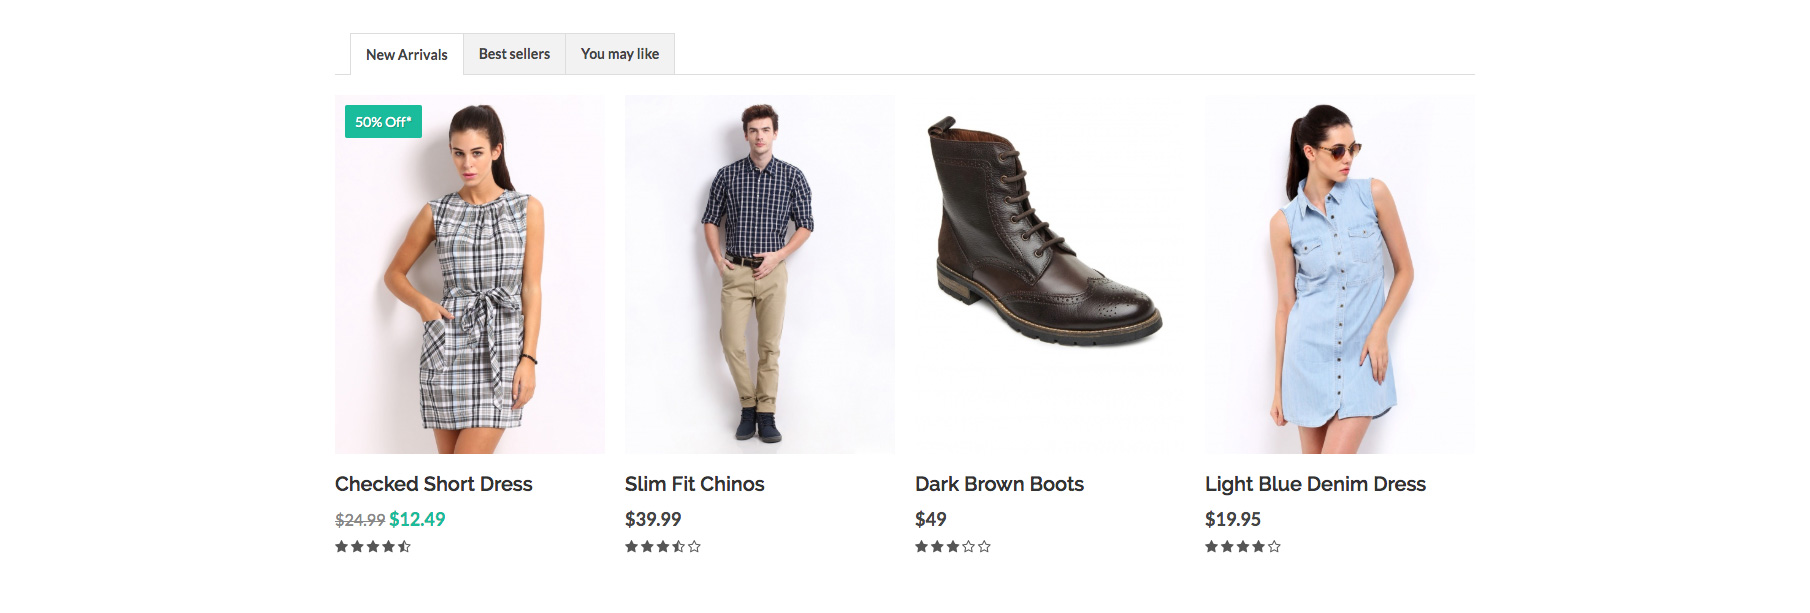 New Arrivals
Best sellers
You may like
50% Off*
Checked Short Dress
$24.99 $12.49
Slim Fit Chinos
$39.99
Dark Brown Boots
$49
Light Blue Denim Dress
$19.95